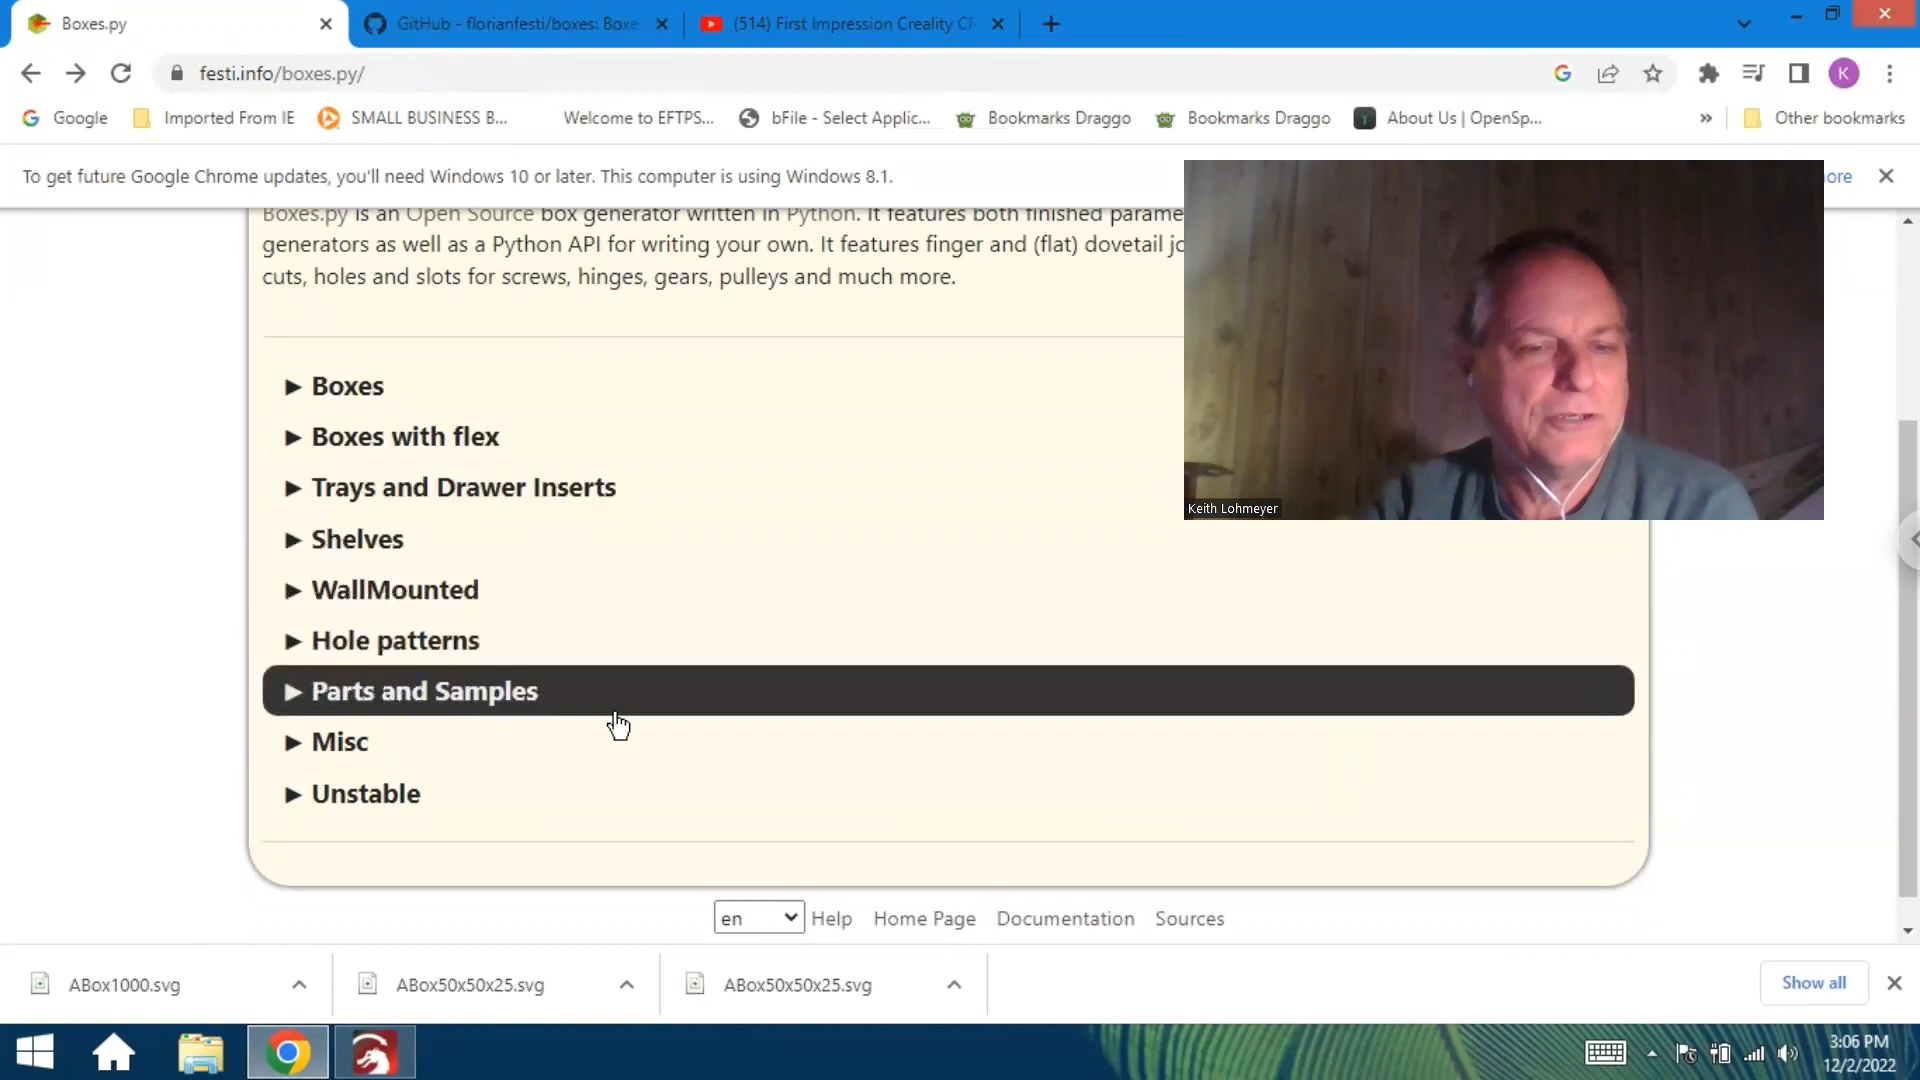 Boxes.py
GitHub - florianfesti/boxes: Boxe
(514) First Impression Creality CR
festi.info/boxes.py/
K
Google
Imported From IE
SMALL BUSINESS B...
Welcome to EFTPS...
bFile - Select Applic...
Bookmarks Draggo
Bookmarks Draggo
About Us | OpenSp...
Other bookmarks
To get future Google Chrome updates, you'll need Windows 10 or later. This computer is using Windows 8.1.
ore
Boxes.py is an Open Source box generator written in Python. It features both finished parame
generators as well as a Python API for writing your own. It features finger and (flat) dovetail jo
cuts, holes and slots for screws, hinges, gears, pulleys and much more.
Keith Lohmeyer
Boxes
Boxes with flex
Trays and Drawer Inserts
Shelves
WallMounted
Hole patterns
Parts and Samples
Misc
Unstable
en
Help
Home Page
Documentation
Sources
ABox1000.svg
ABox50x50x25.svg
ABox50x50x25.svg
Show all
3:06 PM
12/2/2022